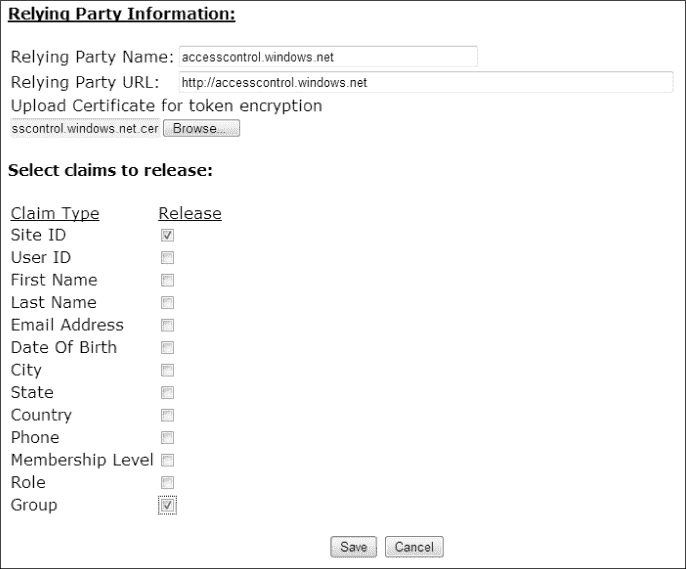 Relying Party Information:
Relying Party Name: accesscontrol.windows.net
Relying Party URL: http://accesscontrol.windows.net
Upload Certificate for token encryption
sscontrol.windows.net.cer Browse...
Select claims to release:
Claim Type Release
Site ID
User ID
First Name
Last Name
Email Address
Date Of Birth
City
State
Country
Phone
Membership Level
Role
Group
Save Cancel